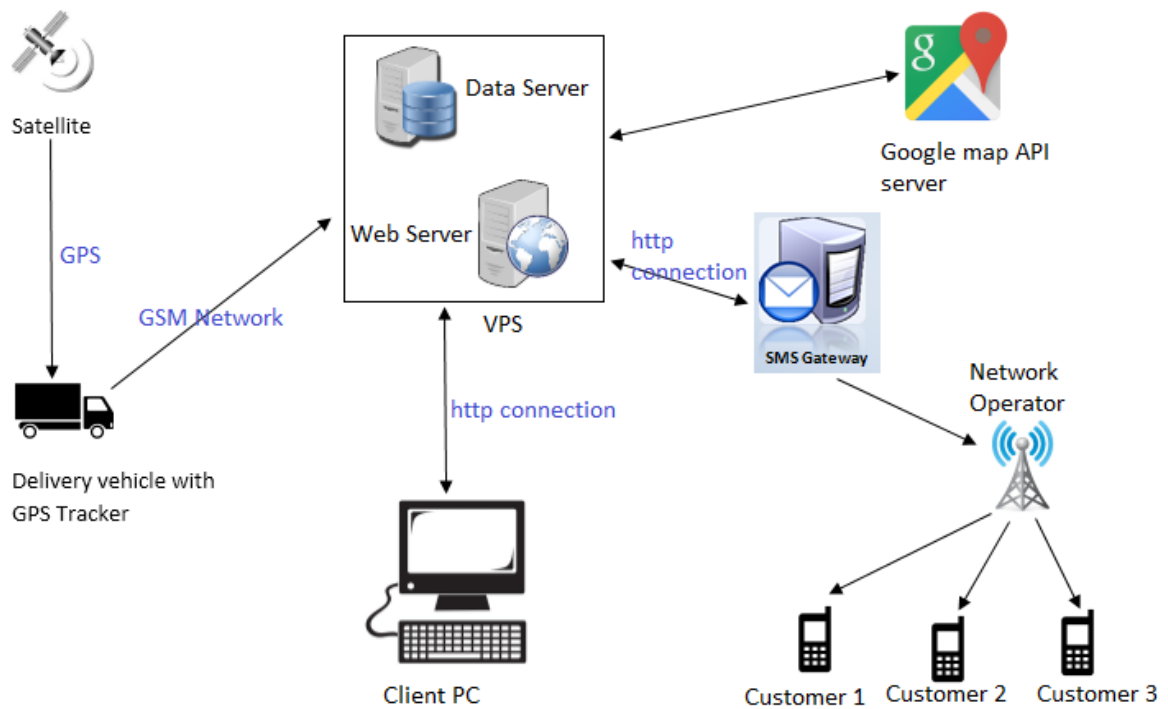 Satellite
GPS
GSM Network
Delivery vehicle with
GPS Tracker
Data Server
Web Server
VPS
http connection
Client PC
g
Google map API
server
http
connection
SMS Gateway
Network
Operator
Customer 1
Customer 2
Customer 3